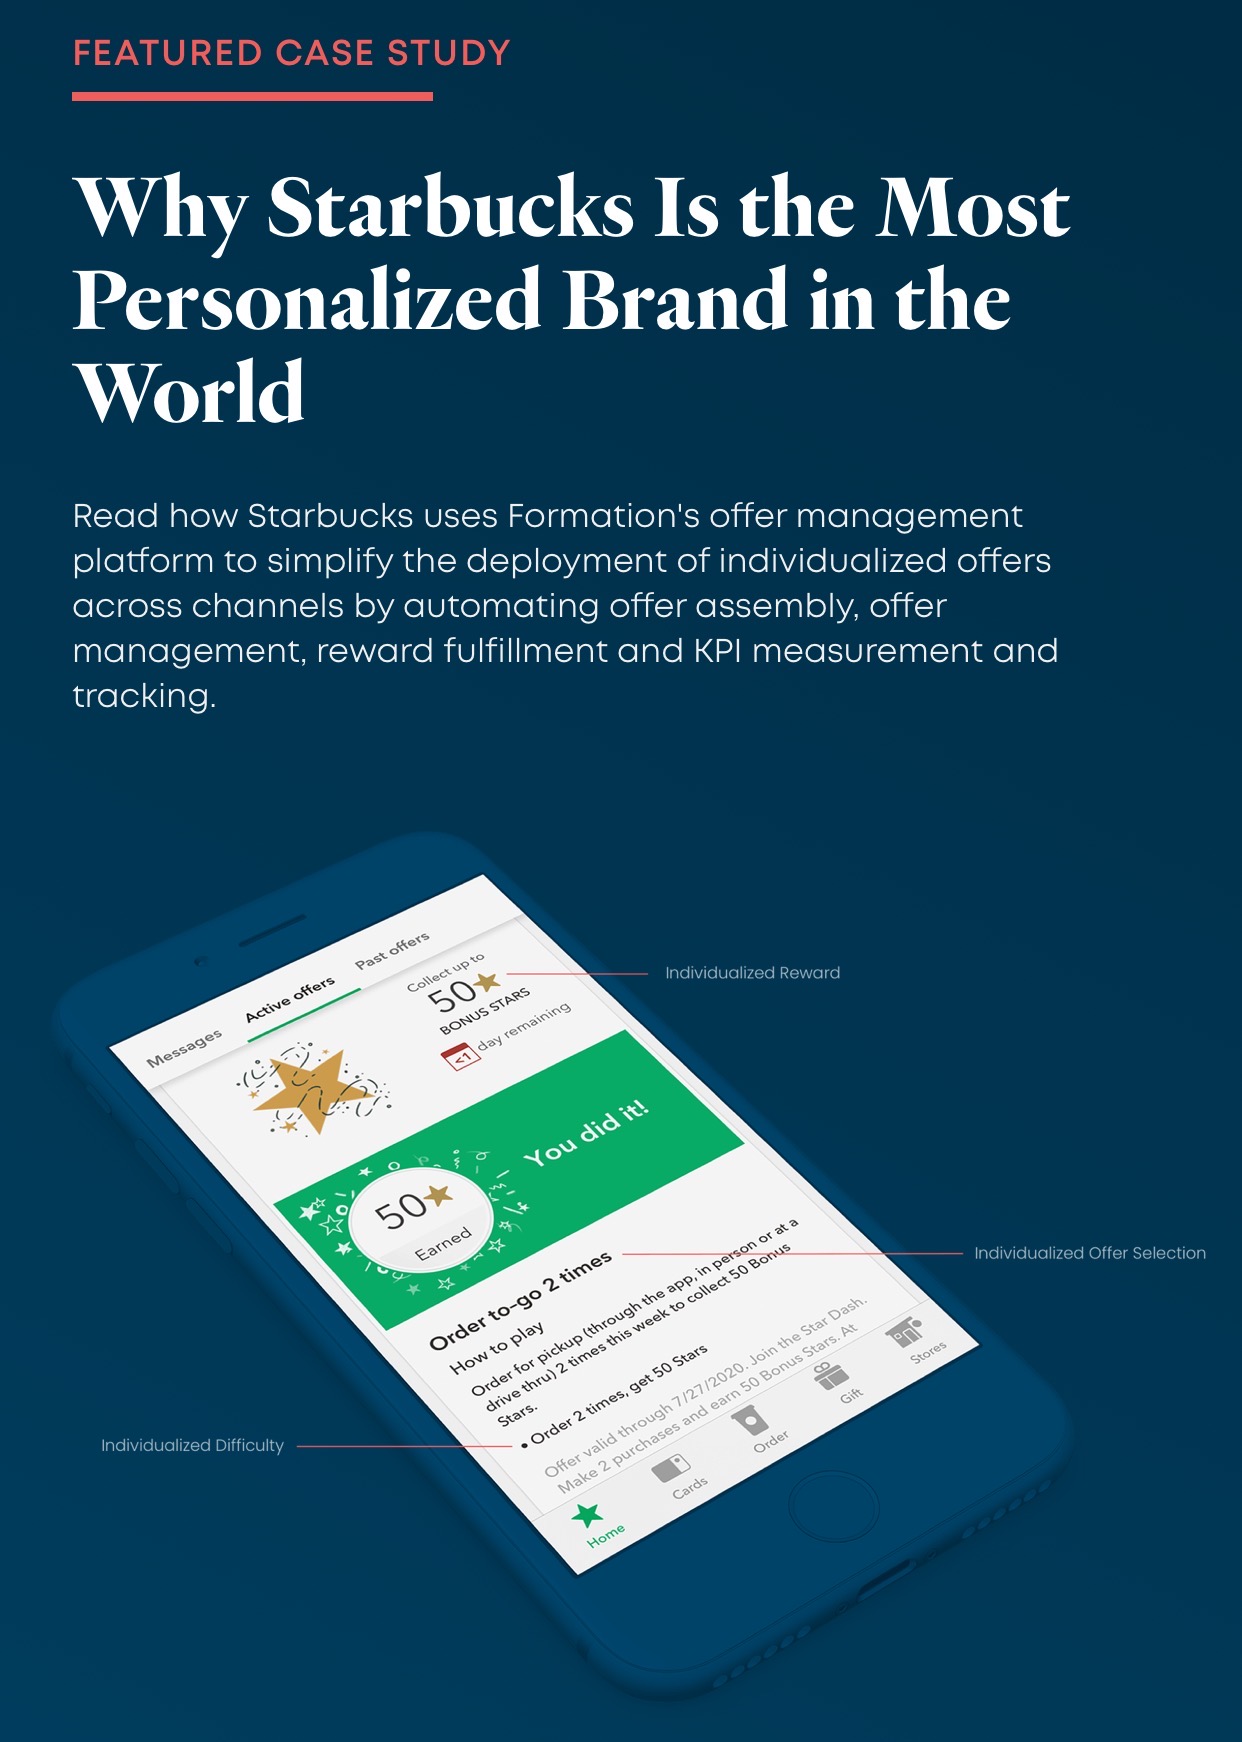 FEATURED CASE STUDY
Why Starbucks Is the Most
Personalized Brand in the
World
Read how Starbucks uses Formation's offer management
platform to simplify the deployment of individualized offers
across channels by automating offer assembly, offer
management, reward fulfillment and KPI measurement and
tracking.
Messages
Active offers
Past offers
Collect up to
50
BONUS STARS
<1 day remaining
Individualized Reward
You did it!
50
Earned
Individualized Offer Selection
Order to-go 2 times
How to play
Order for pickup (through the app, in person or at a
drive thru) 2 times this week to collect 50 Bonus
Stars.
• Order 2 times, get 50 Stars
Individualized Difficulty
Offer valid through 7/27/2020. Join the Star Dash.
Make 2 purchases and earn 50 Bonus Stars. At
Home
Cards
Order
Gift
Stores